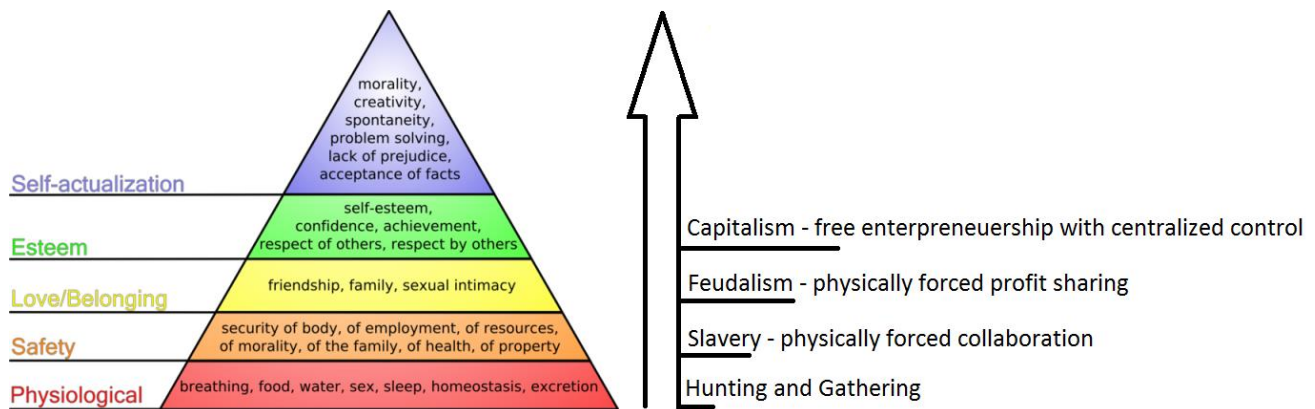 morality,
creativity,
spontaneity,
problem solving,
lack of prejudice,
acceptance of facts
Self-actualization
self-esteem,
confidence, achievement,
respect of others, respect by others
Esteem
friendship, family, sexual intimacy
Love/Belonging
security of body, of employment, of resources,
of morality, of the family, of health, of property
Safety
breathing, food, water, sex, sleep, homeostasis, excretion
Physiological
Capitalism - free enterpreneuership with centralized control
Feudalism - physically forced profit sharing
Slavery - physically forced collaboration
Hunting and Gathering